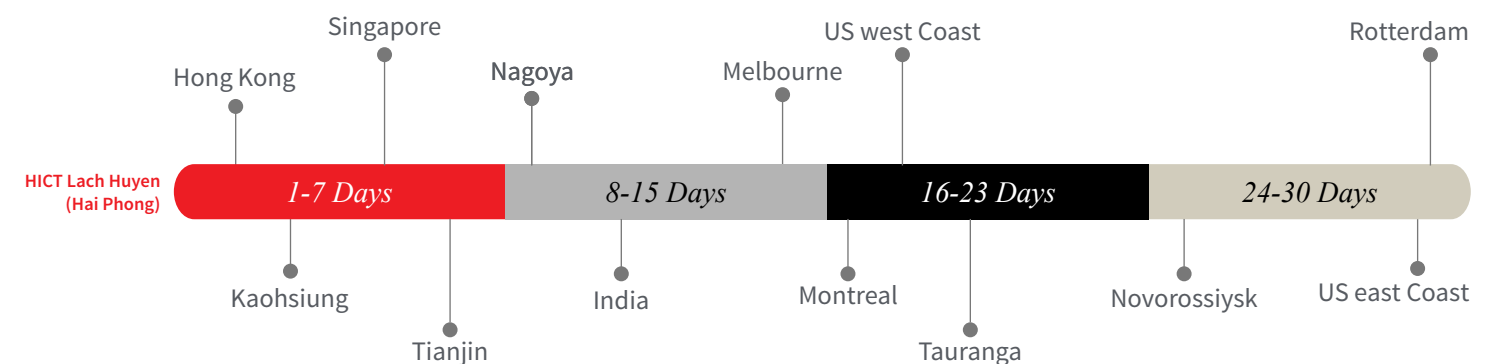 Singapore
US west Coast
Rotterdam
Hong Kong
Nagoya
Melbourne
HICT Lach Huyen
(Hai Phong)
1-7 Days
8-15 Days
16-23 Days
24-30 Days
Kaohsiung
India
Montreal
Novorossiysk
US east Coast
Tianjin
Tauranga